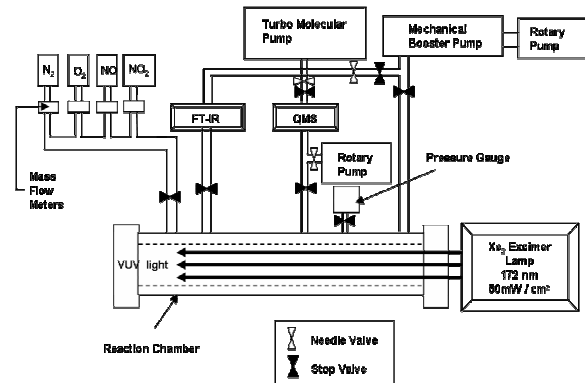 Turbo Molecular
Pump
Mechanical
Booster Pump
Rotary
Pump
N₂
O₂
NO
NO₂
FT-IR
QMS
Rotary
Pump
Pressure Gauge
Mass
Flow
Meters
VUV light
Xe₂ Excimer
Lamp
172 nm
50mW / cm²
Reaction Chamber
Needle Valve
Stop Valve